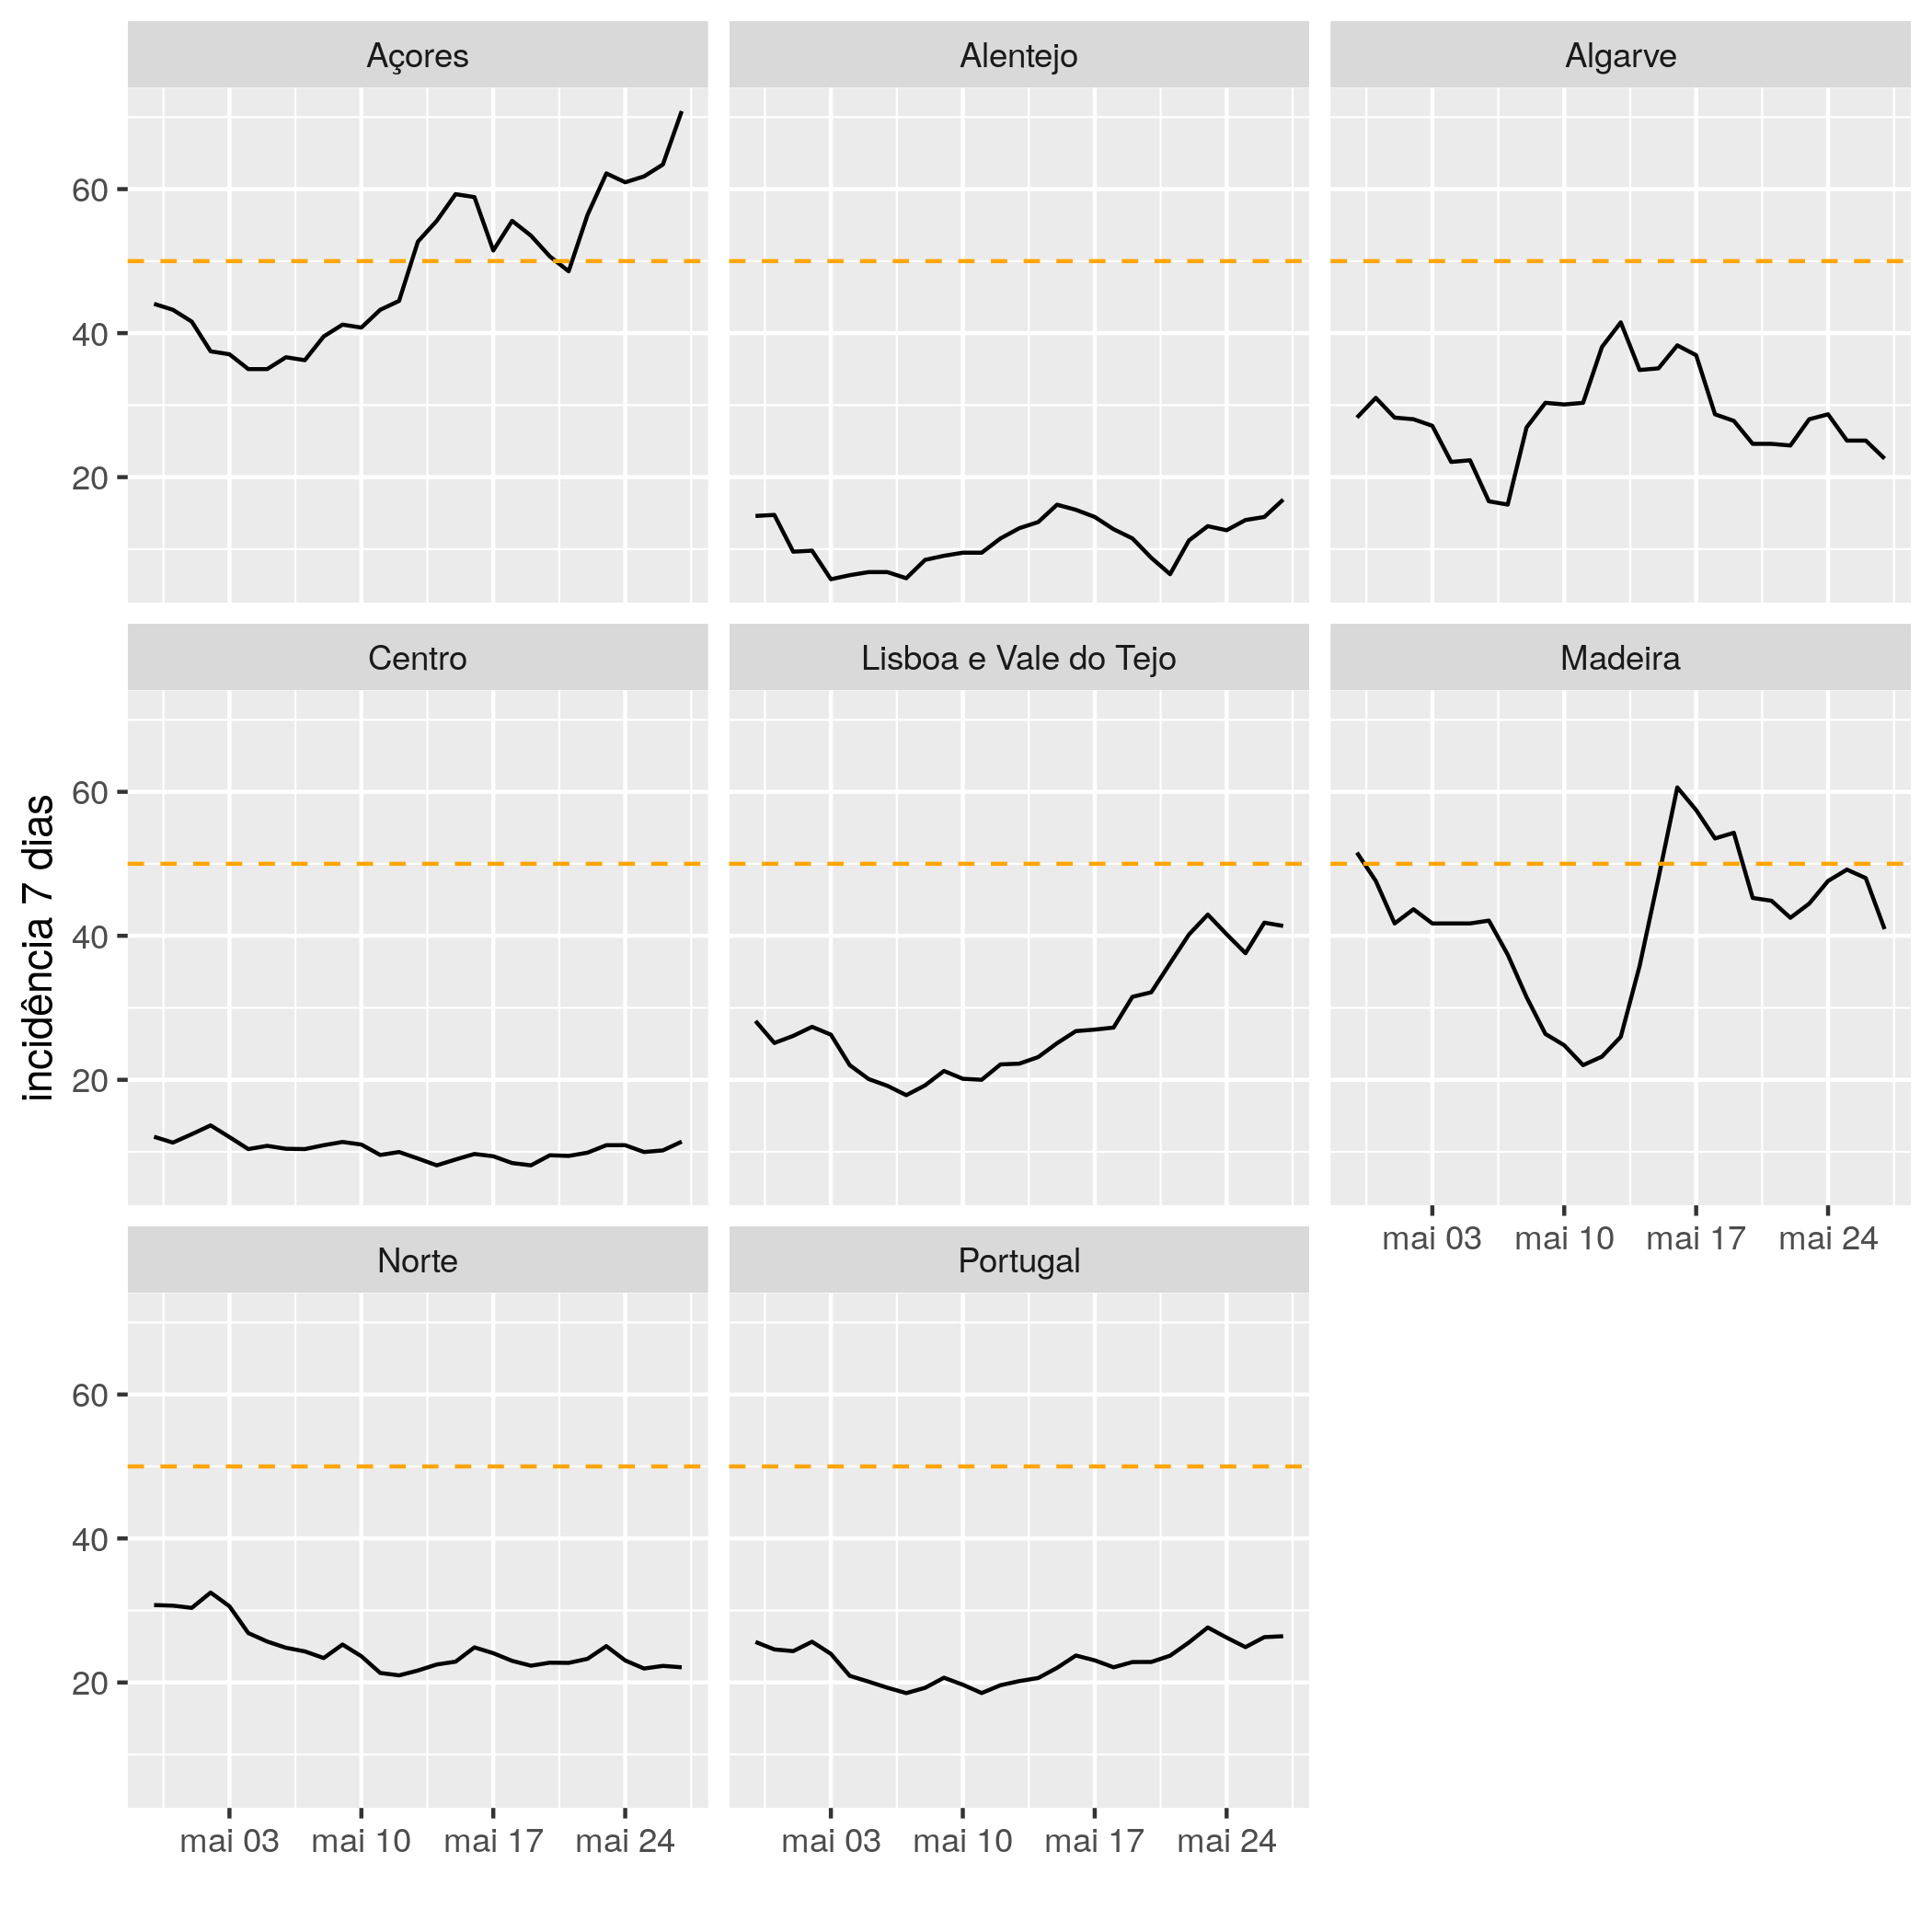 Açores
Alentejo
Algarve
60
40
20
Centro
Lisboa e Vale do Tejo
Madeira
incidência 7 dias
60
40
20
mai 03 mai 10 mai 17 mai 24
Norte
Portugal
60
40
20
mai 03 mai 10 mai 17 mai 24
mai 03 mai 10 mai 17 mai 24